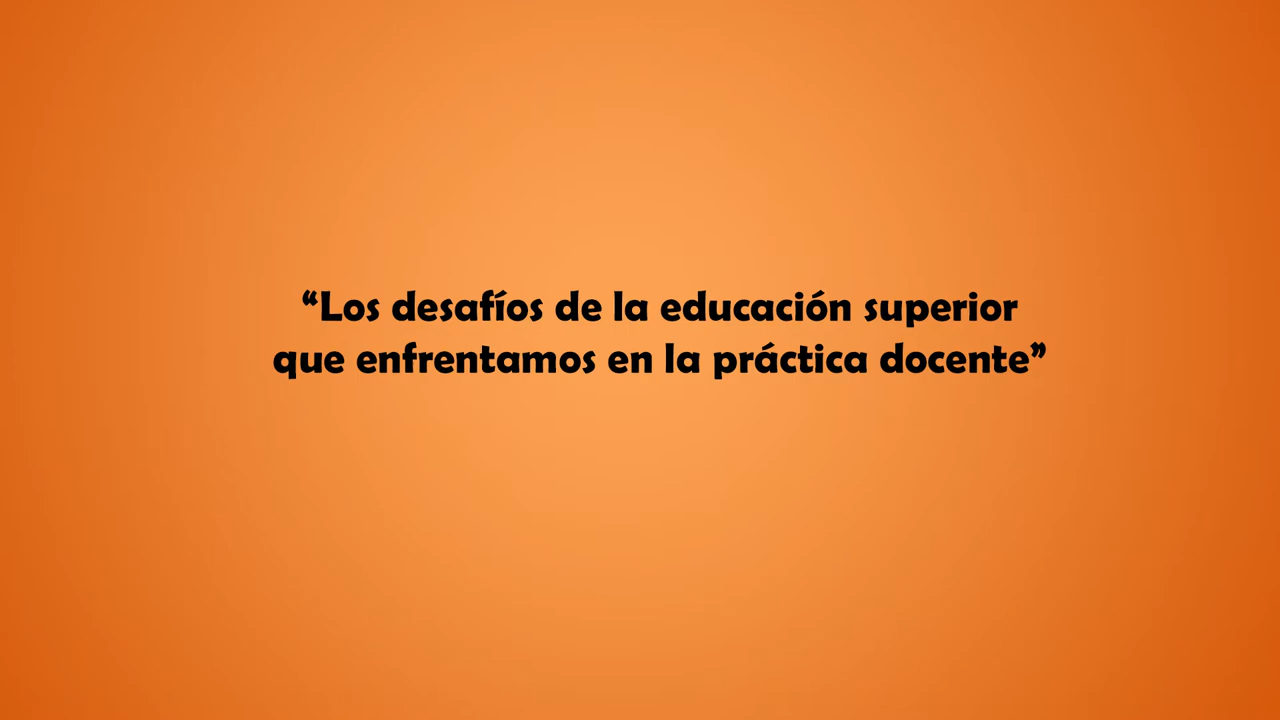 “Los desafíos de la educación superior
que enfrentamos en la práctica docente”